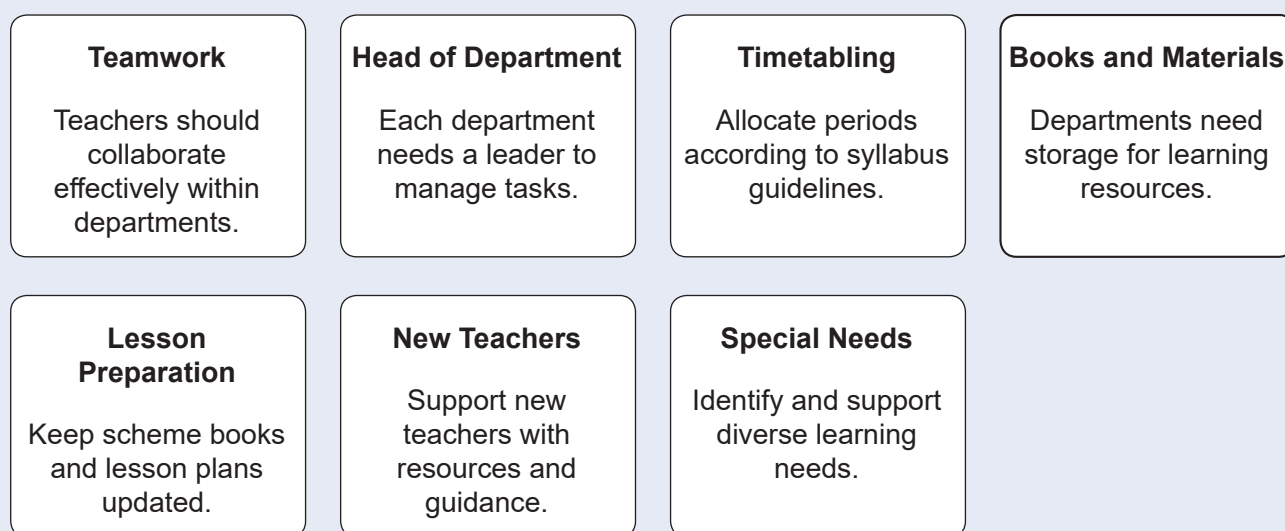 Teamwork
Teachers should
collaborate
effectively within
departments.
Head of Department
Each department
needs a leader to
manage tasks.
Timetabling
Allocate periods
according to syllabus
guidelines.
Books and Materials
Departments need
storage for learning
resources.
Lesson
Preparation
Keep scheme books
and lesson plans
updated.
New Teachers
Support new
teachers with
resources and
guidance.
Special Needs
Identify and support
diverse learning
needs.